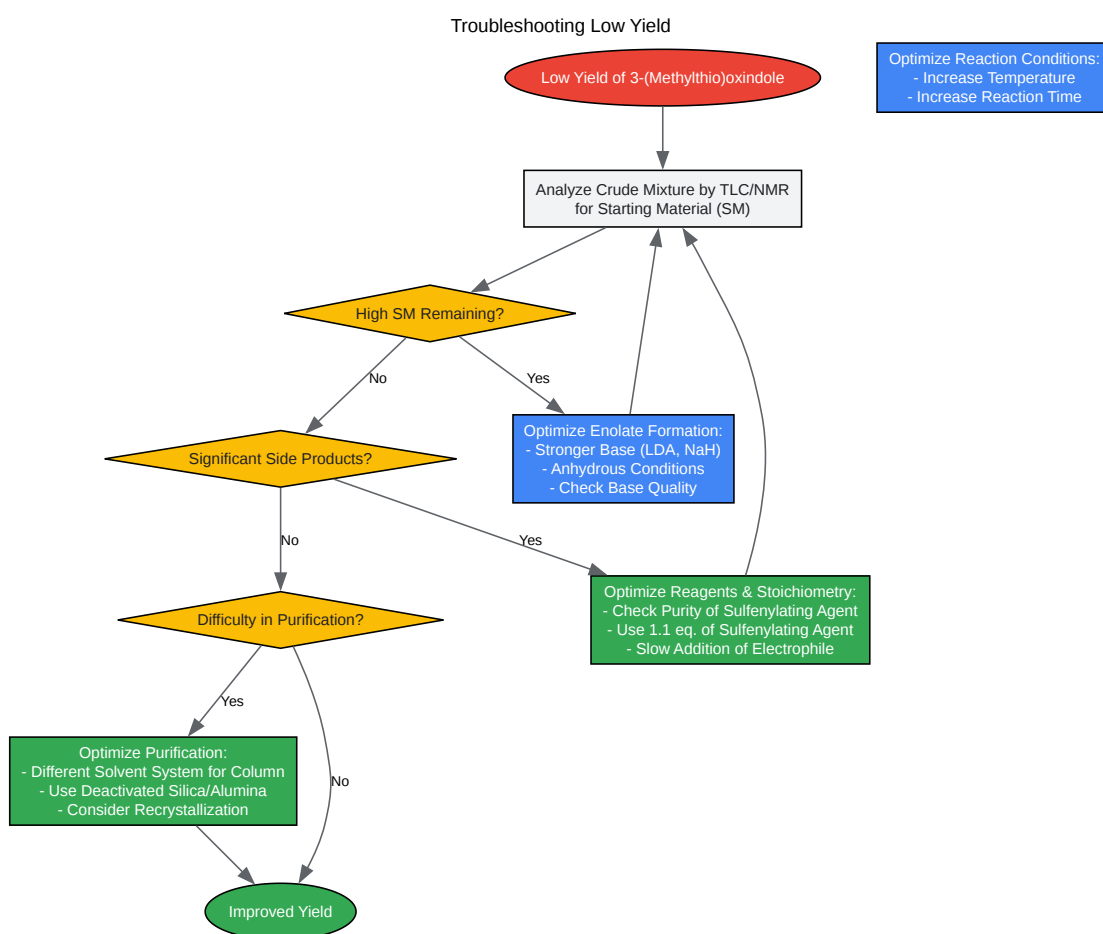 Troubleshooting Low Yield
Low Yield of 3-(Methylthio)oxindole
Optimize Reaction Conditions:
- Increase Temperature
- Increase Reaction Time
Analyze Crude Mixture by TLC/NMR
for Starting Material (SM)
High SM Remaining?
No
Yes
Optimize Enolate Formation:
- Stronger Base (LDA, NaH)
- Anhydrous Conditions
- Check Base Quality
Significant Side Products?
No
Yes
Optimize Reagents & Stoichiometry:
- Check Purity of Sulfenylating Agent
- Use 1.1 eq. of Sulfenylating Agent
- Slow Addition of Electrophile
Difficulty in Purification?
Yes
No
Optimize Purification:
- Different Solvent System for Column
- Use Deactivated Silica/Alumina
- Consider Recrystallization
Improved Yield